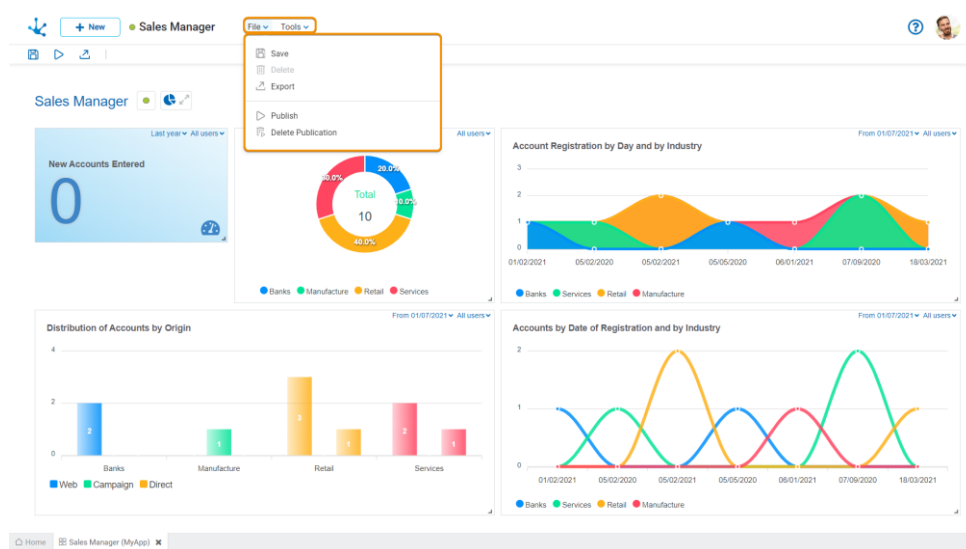 + New
Sales Manager
File Tools
Save
Delete
Export
Publish
Delete Publication
Sales Manager
Last year All users
New Accounts Entered
0
All users
20.0%
10.0%
40.0%
30.0%
Total
10
Banks Manufacture Retail Services
From 01/07/2021 All users
Account Registration by Day and by Industry
3
2
1
0
01/02/2021 05/02/2020 05/02/2021 05/05/2020 06/01/2021 07/09/2020 18/03/2021
Banks Services Retail Manufacture
From 01/07/2021 All users
Distribution of Accounts by Origin
4
2
0
2
1
3
1
2
1
Banks Manufacture Retail Services
Web Campaign Direct
From 01/07/2021 All users
Accounts by Date of Registration and by Industry
2
1
0
01/02/2021 05/02/2020 05/02/2021 05/05/2020 06/01/2021 07/09/2020 18/03/2021
Banks Services Retail Manufacture
Home Sales Manager (MyApp)